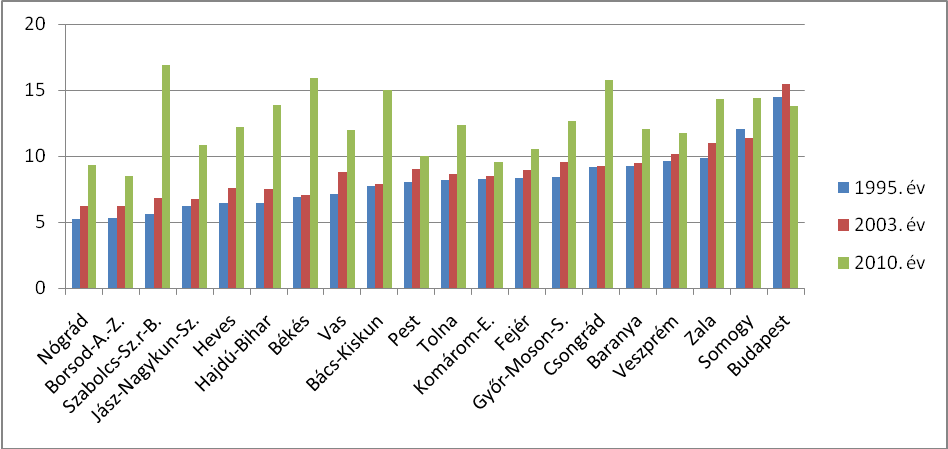 20
15
10
5
0
Nógrád
Borsod-A.-Z.
Szabolcs-Sz.r-B.
Jász-Nagykun-Sz.
Heves
Hajdú-Bihar
Békés
Vas
Bács-Kiskun
Pest
Tolna
Komárom-E.
Fejér
Győr-Moson-S.
Csongrád
Baranya
Veszprém
Zala
Somogy
Budapest
1995. év
2003. év
2010. év